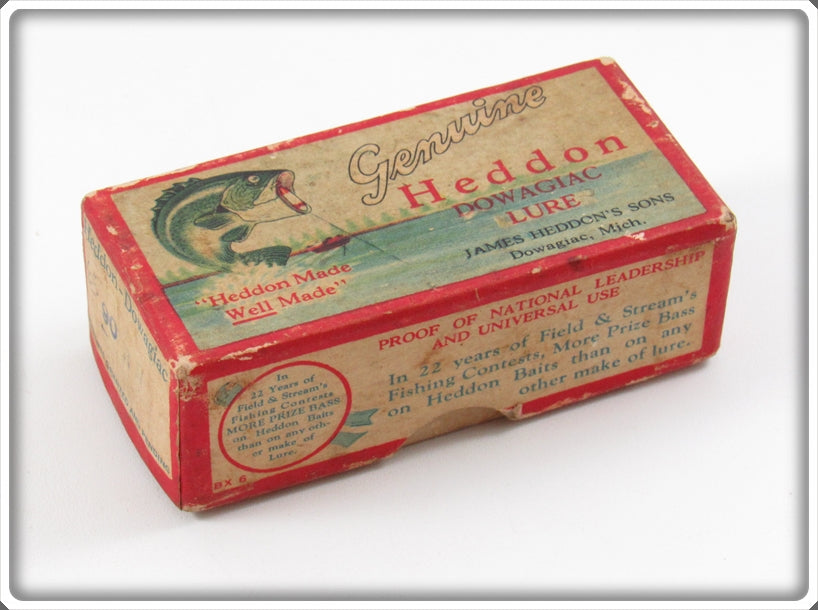 Genuine
Heddon
DOWAGIAC
LURE
JAMES HEDDON'S SONS
Dowagiac, Mich.
"Heddon Made
Well Made"
PROOF OF NATIONAL LEADERSHIP
AND UNIVERSAL USE
In 22 years of Field & Stream's
Fishing Contests, More Prize Bass
on Heddon Baits than on any
other make of lure.
In
22 Years of
Field & Stream's
Fishing Contests
MORE PRIZE BASS
on Heddon Baits
than on any oth-
er make of
Lure.
BX 6
Heddon-Dowagiac
90
AND PENDING